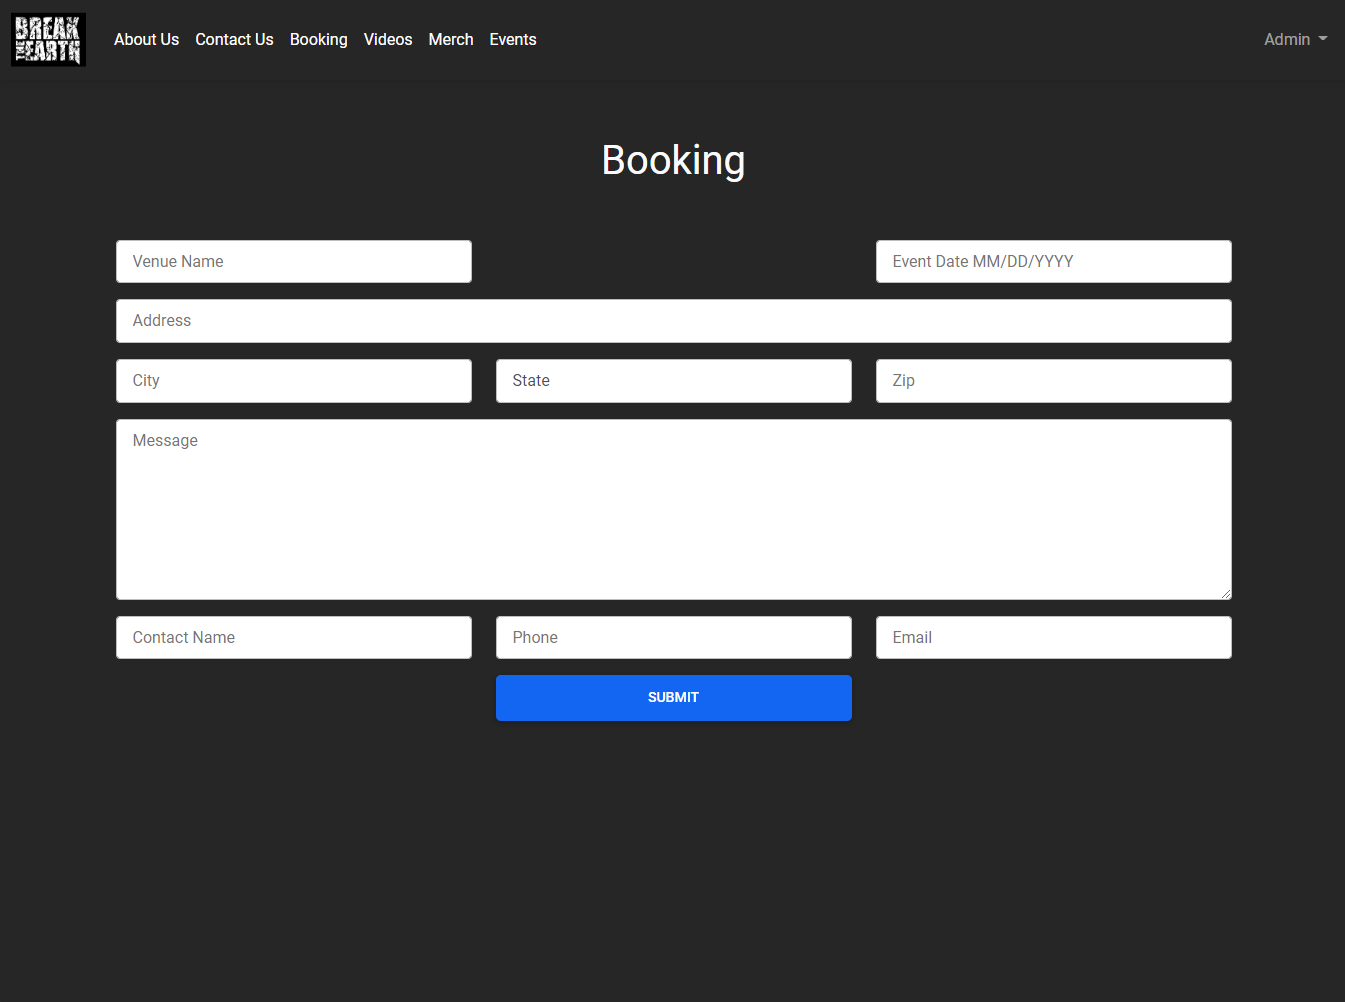 BREAK
THE EARTH
About Us Contact Us Booking Videos Merch Events Admin
Booking
Venue Name Event Date MM/DD/YYYY
Address
City State Zip
Message
Contact Name Phone Email
SUBMIT